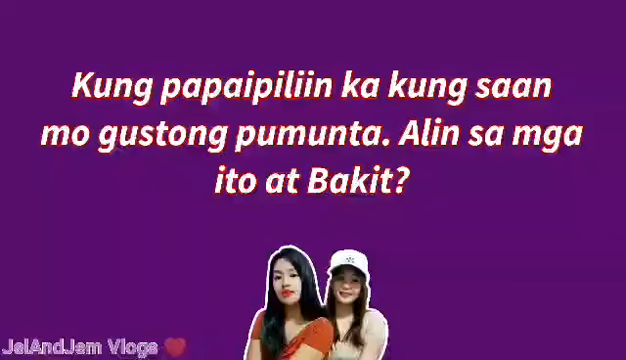 Kung papaipiliin ka kung saan
mo gustong pumunta. Alin sa mga
ito at Bakit?
JelAndJem Vlogs